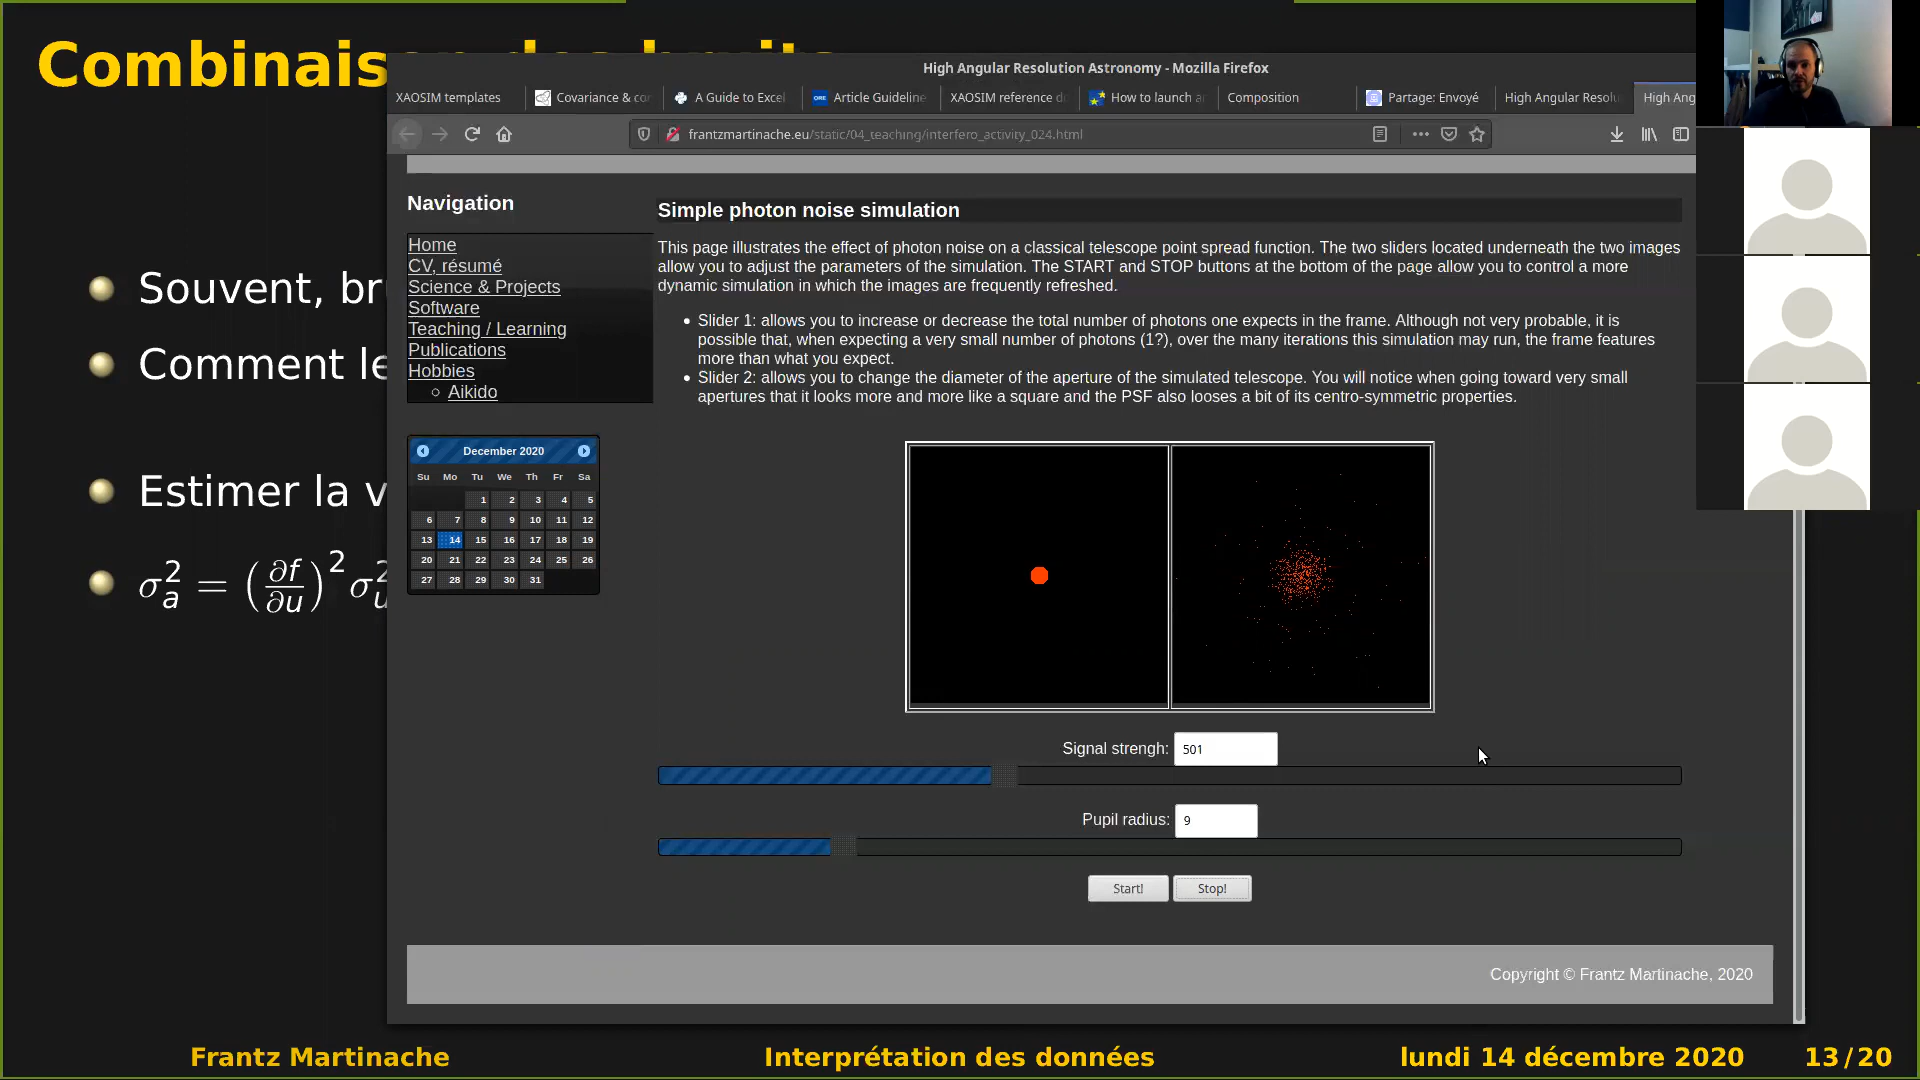 Combinais
High Angular Resolution Astronomy - Mozilla Firefox
XAOSIM templates
Covariance & co
A Guide to Excel
ORE Article Guideline
XAOSIM reference d
How to launch a
Composition
Partage: Envoyé
High Angular Resolu
High Ang
frantzmartinache.eu/static/04_teaching/interfero_activity_024.html
Navigation
Home
CV, résumé
Science & Projects
Software
Teaching / Learning
Publications
Hobbies
Aikido
Simple photon noise simulation
This page illustrates the effect of photon noise on a classical telescope point spread function. The two sliders located underneath the two images
allow you to adjust the parameters of the simulation. The START and STOP buttons at the bottom of the page allow you to control a more
dynamic simulation in which the images are frequently refreshed.
Slider 1: allows you to increase or decrease the total number of photons one expects in the frame. Although not very probable, it is
possible that, when expecting a very small number of photons (1?), over the many iterations this simulation may run, the frame features
more than what you expect.
Slider 2: allows you to change the diameter of the aperture of the simulated telescope. You will notice when going toward very small
apertures that it looks more and more like a square and the PSF also looses a bit of its centro-symmetric properties.
December 2020
Su Mo Tu We Th Fr Sa
1 2 3 4 5
6 7 8 9 10 11 12
13 14 15 16 17 18 19
20 21 22 23 24 25 26
27 28 29 30 31
Signal strengh: 501
Pupil radius: 9
Start! Stop!
Copyright © Frantz Martinache, 2020
Souvent, br
Comment le
Estimer la v
σ_a^2 = (∂f/∂u)^2 σ_u^2
Frantz Martinache
Interprétation des données
lundi 14 décembre 2020
13/20